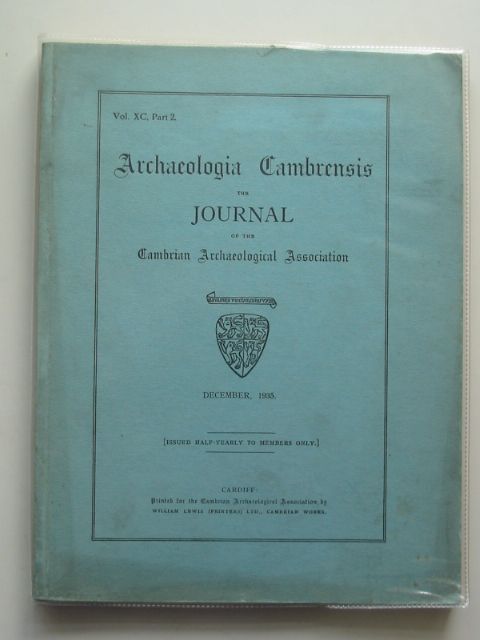 Vol. XC, Part 2.
Archaeologia Cambrensis
THE
JOURNAL
OF THE
Cambrian Archaeological Association
DECEMBER, 1935.
[ISSUED HALF-YEARLY TO MEMBERS ONLY.]
CARDIFF:
Printed for the Cambrian Archaeological Association by
WILLIAM LEWIS (PRINTERS) LTD., CAMBRIAN WORKS.